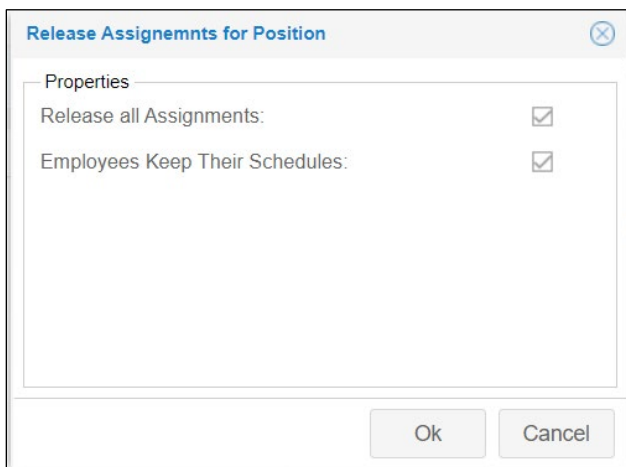 Release Assignemnts for Position
Properties
Release all Assignments:
Employees Keep Their Schedules:
Ok
Cancel